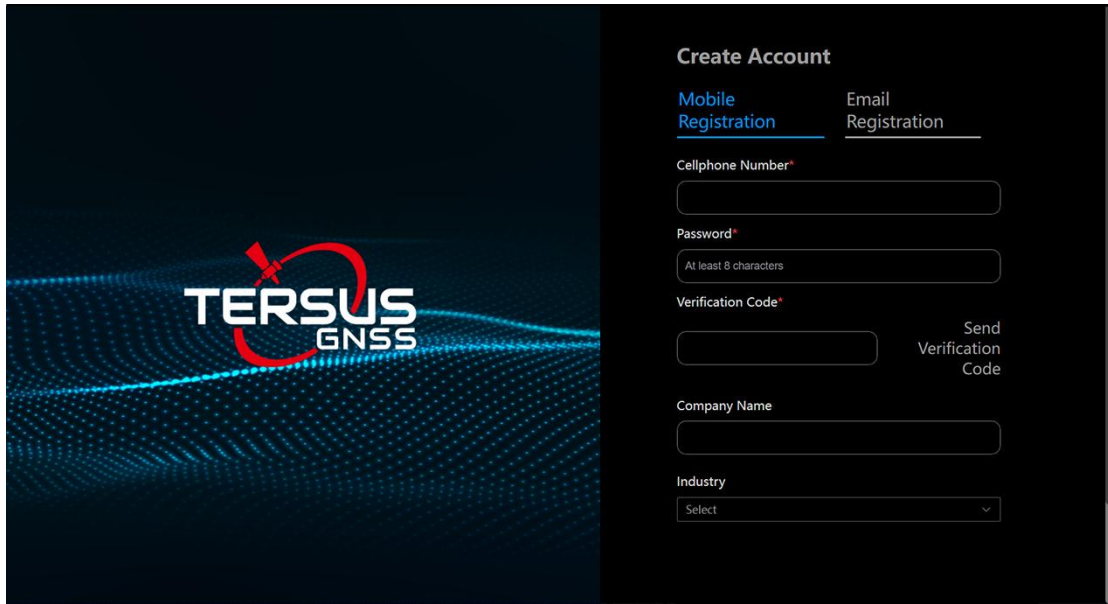 TERSUS
GNSS
Create Account
Mobile
Registration
Email
Registration
Cellphone Number*
Password*
At least 8 characters
Verification Code*
Send
Verification
Code
Company Name
Industry
Select